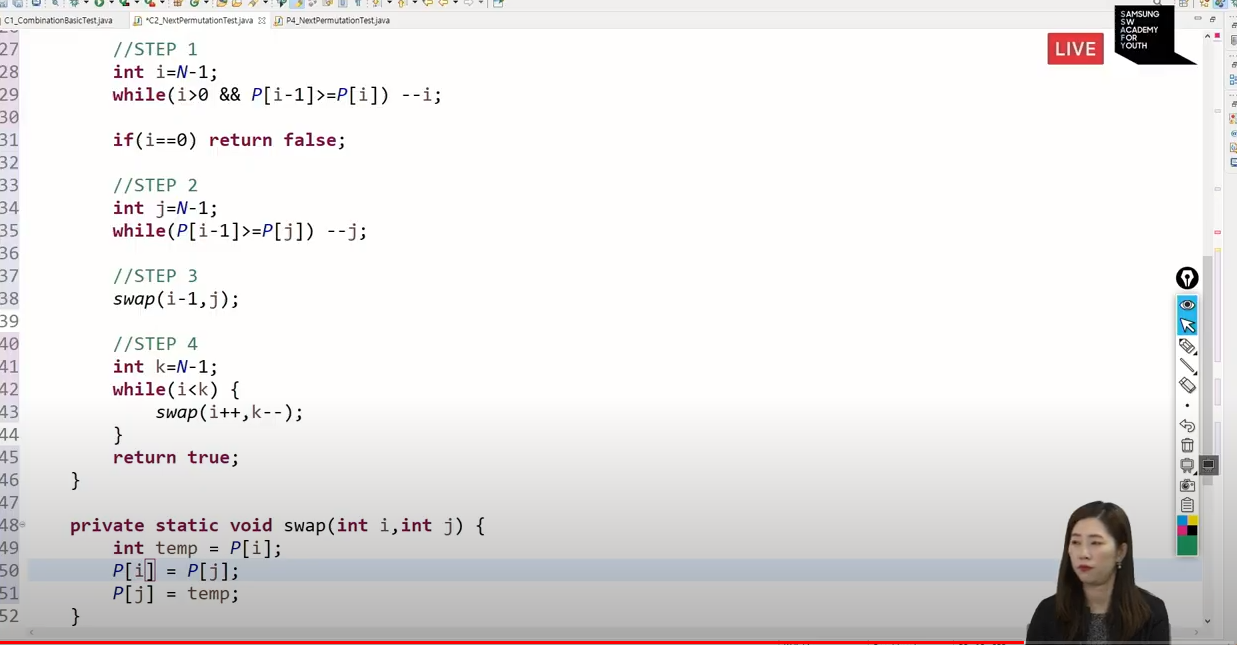 C1_CombinationBasicTest.java
*C2_NextPermutationTest.java
P4_NextPermutationTest.java
SAMSUNG
SW
ACADEMY
FOR
YOUTH
LIVE
27 //STEP 1
28 int i=N-1;
29 while(i>0 && P[i-1]>=P[i]) --i;
30
31 if(i==0) return false;
32
33 //STEP 2
34 int j=N-1;
35 while(P[i-1]>=P[j]) --j;
36
37 //STEP 3
38 swap(i-1,j);
39
40 //STEP 4
41 int k=N-1;
42 while(i<k) {
43 swap(i++,k--);
44 }
45 return true;
46 }
47
48 private static void swap(int i,int j) {
49 int temp = P[i];
50 P[i] = P[j];
51 P[j] = temp;
52 }